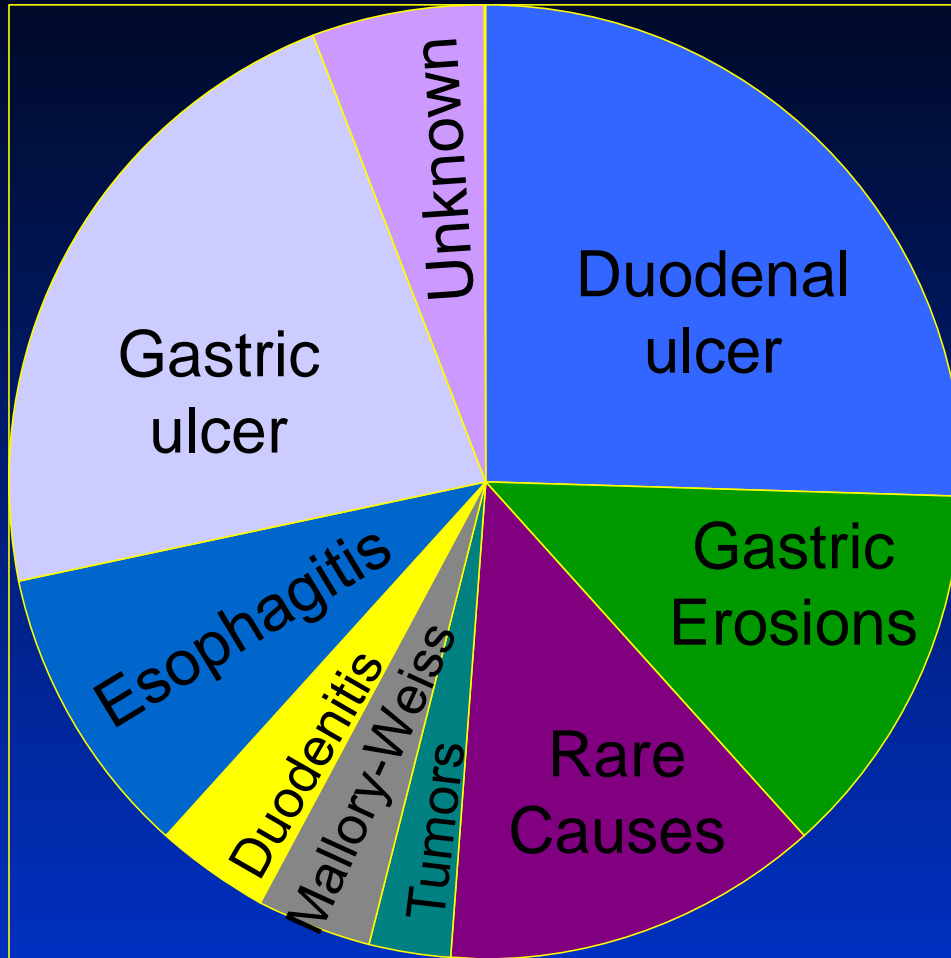 Unknown
Duodenal
ulcer
Gastric
ulcer
Gastric
Erosions
Esophagitis
Duodenitis
Mallory-Weiss
Tumors
Rare
Causes